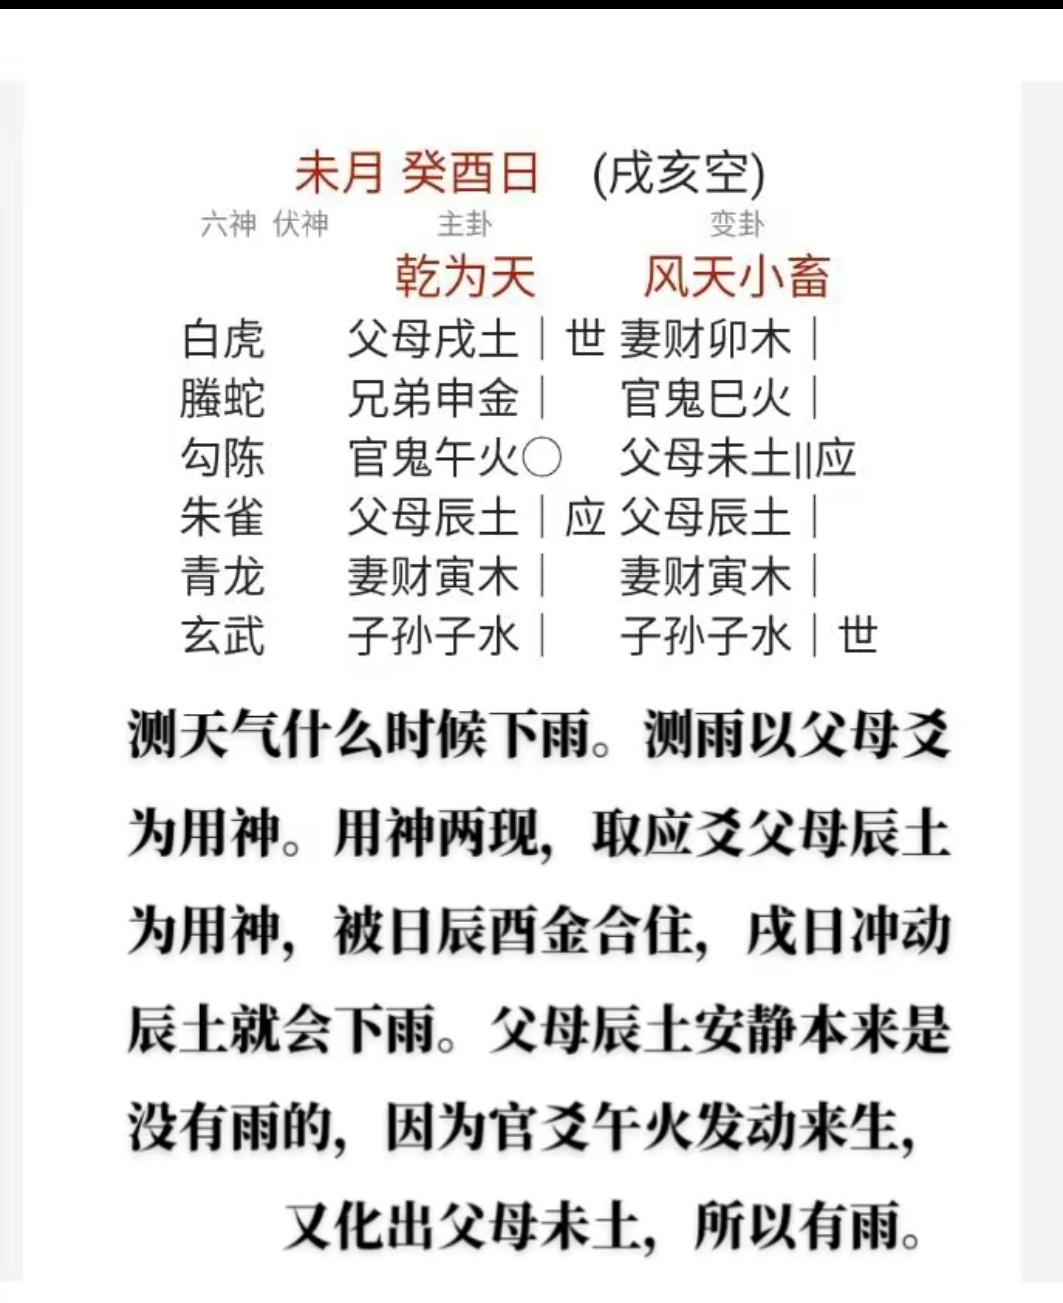 未月 癸酉日 (戌亥空)
六神 伏神 主卦 变卦
乾为天 风天小畜
白虎 父母戌土｜世 妻财卯木｜
螣蛇 兄弟申金｜ 官鬼巳火｜
勾陈 官鬼午火〇 父母未土||应
朱雀 父母辰土｜应 父母辰土｜
青龙 妻财寅木｜ 妻财寅木｜
玄武 子孙子水｜ 子孙子水｜世
测天气什么时候下雨。测雨以父母爻
为用神。用神两现，取应爻父母辰土
为用神，被日辰酉金合住，戌日冲动
辰土就会下雨。父母辰土安静本来是
没有雨的，因为官爻午火发动来生，
又化出父母未土，所以有雨。